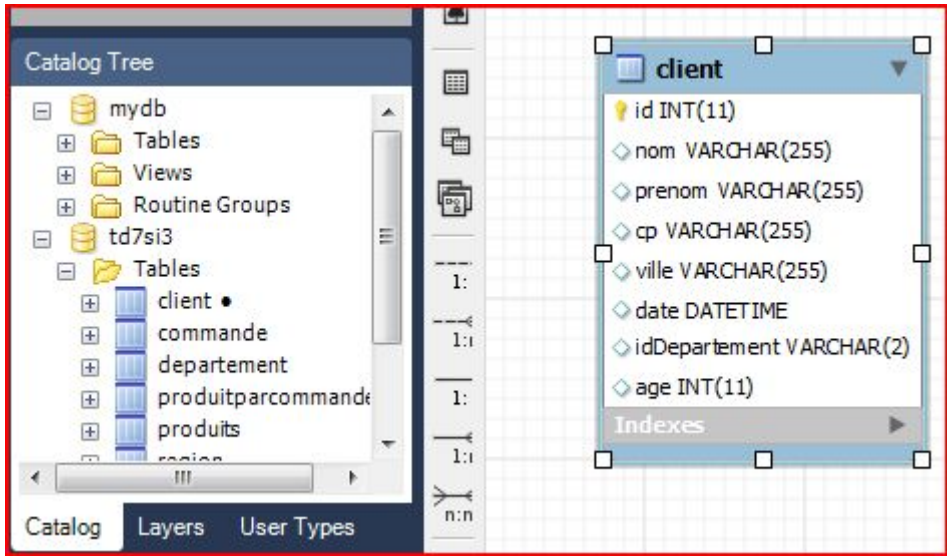 Catalog Tree
mydb
Tables
Views
Routine Groups
td7si3
Tables
client •
commande
departement
produitparcommande
produits
region
Catalog
Layers
User Types
1:
1:
1:
1:
n:n
client
id INT(11)
nom VARCHAR(255)
prenom VARCHAR(255)
cp VARCHAR(255)
ville VARCHAR(255)
date DATETIME
idDepartement VARCHAR(2)
age INT(11)
Indexes